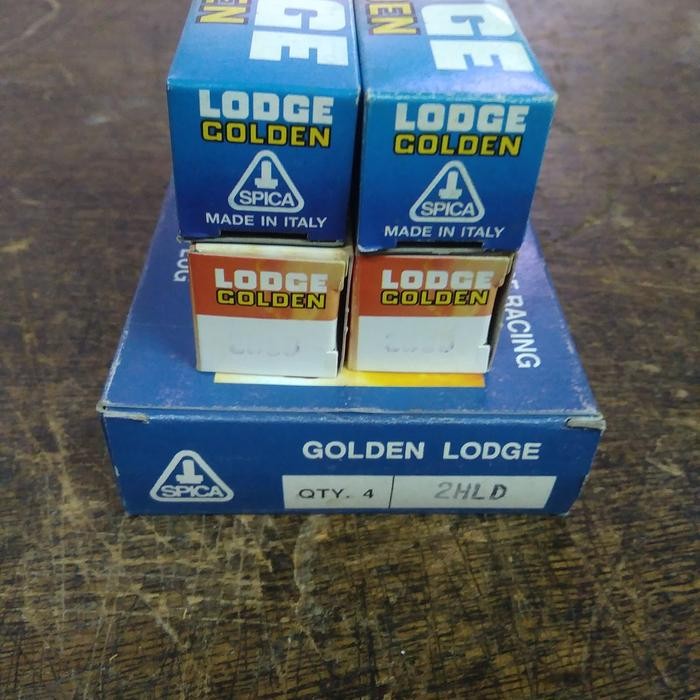 GE
EN
GE
EN
LODGE
GOLDEN
SPICA
MADE IN ITALY
LODGE
GOLDEN
SPICA
MADE IN ITALY
LODGE
GOLDEN
LODGE
GOLDEN
RACING
GOLDEN LODGE
SPICA
QTY. 4
2HLD